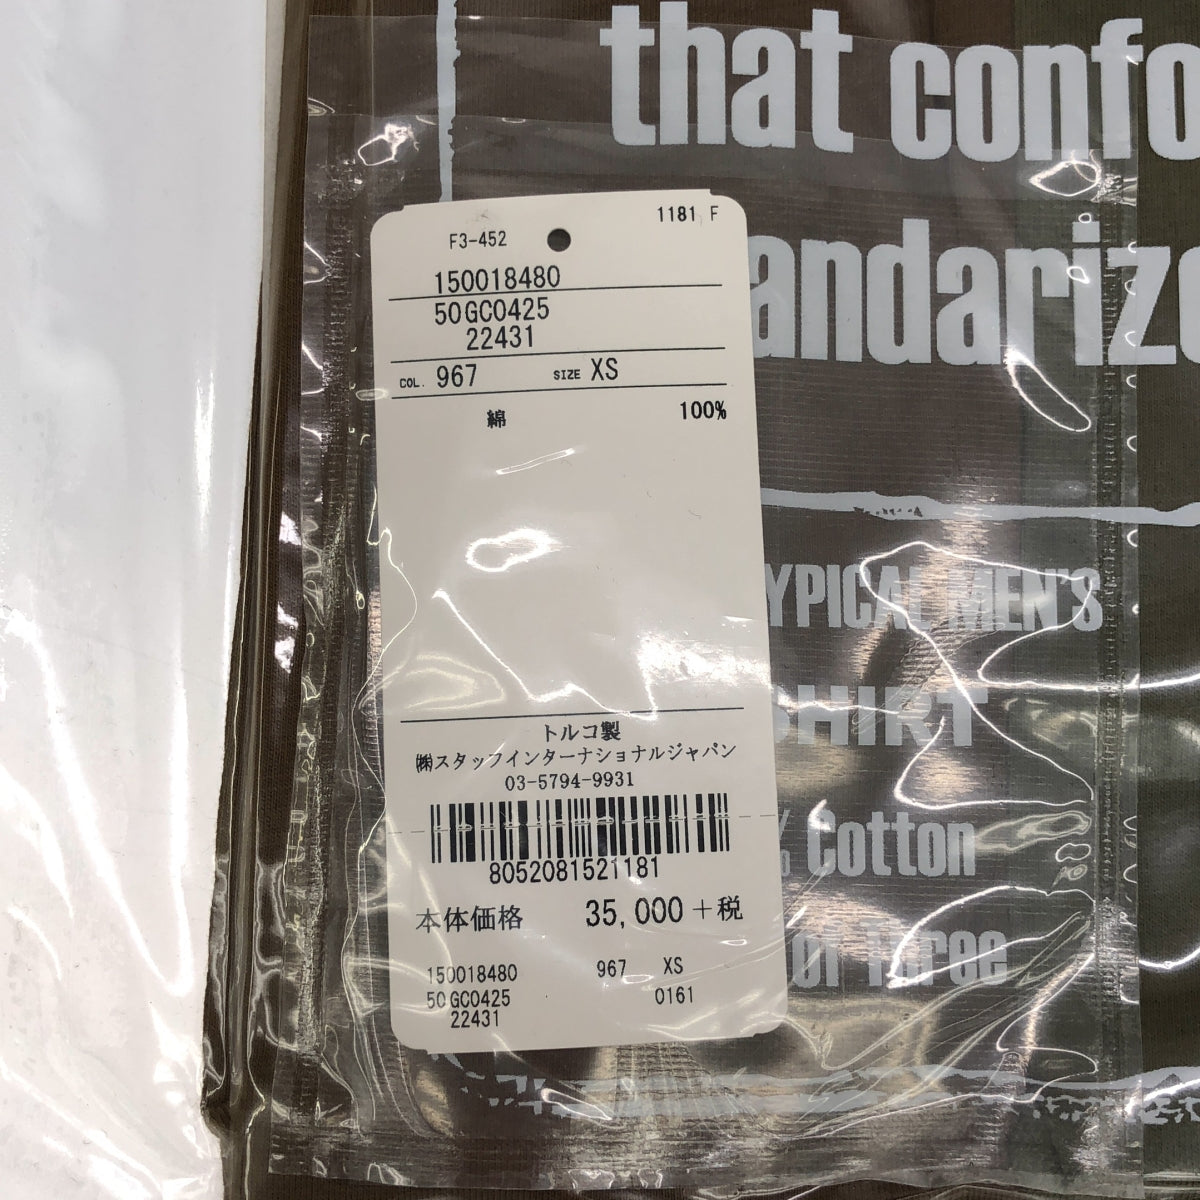 that confo
andardize
F3-452
1181 F
150018480
50GC0425
22431
COL. 967 SIZE XS
綿 100%
YPICAL MEN'S
SHIRT
% Cotton
of Three
トルコ製
㈱スタッフインターナショナルジャパン
03-5794-9931
8052081521181
本体価格 35,000+税
150018480 967 XS
50GC0425 0161
22431